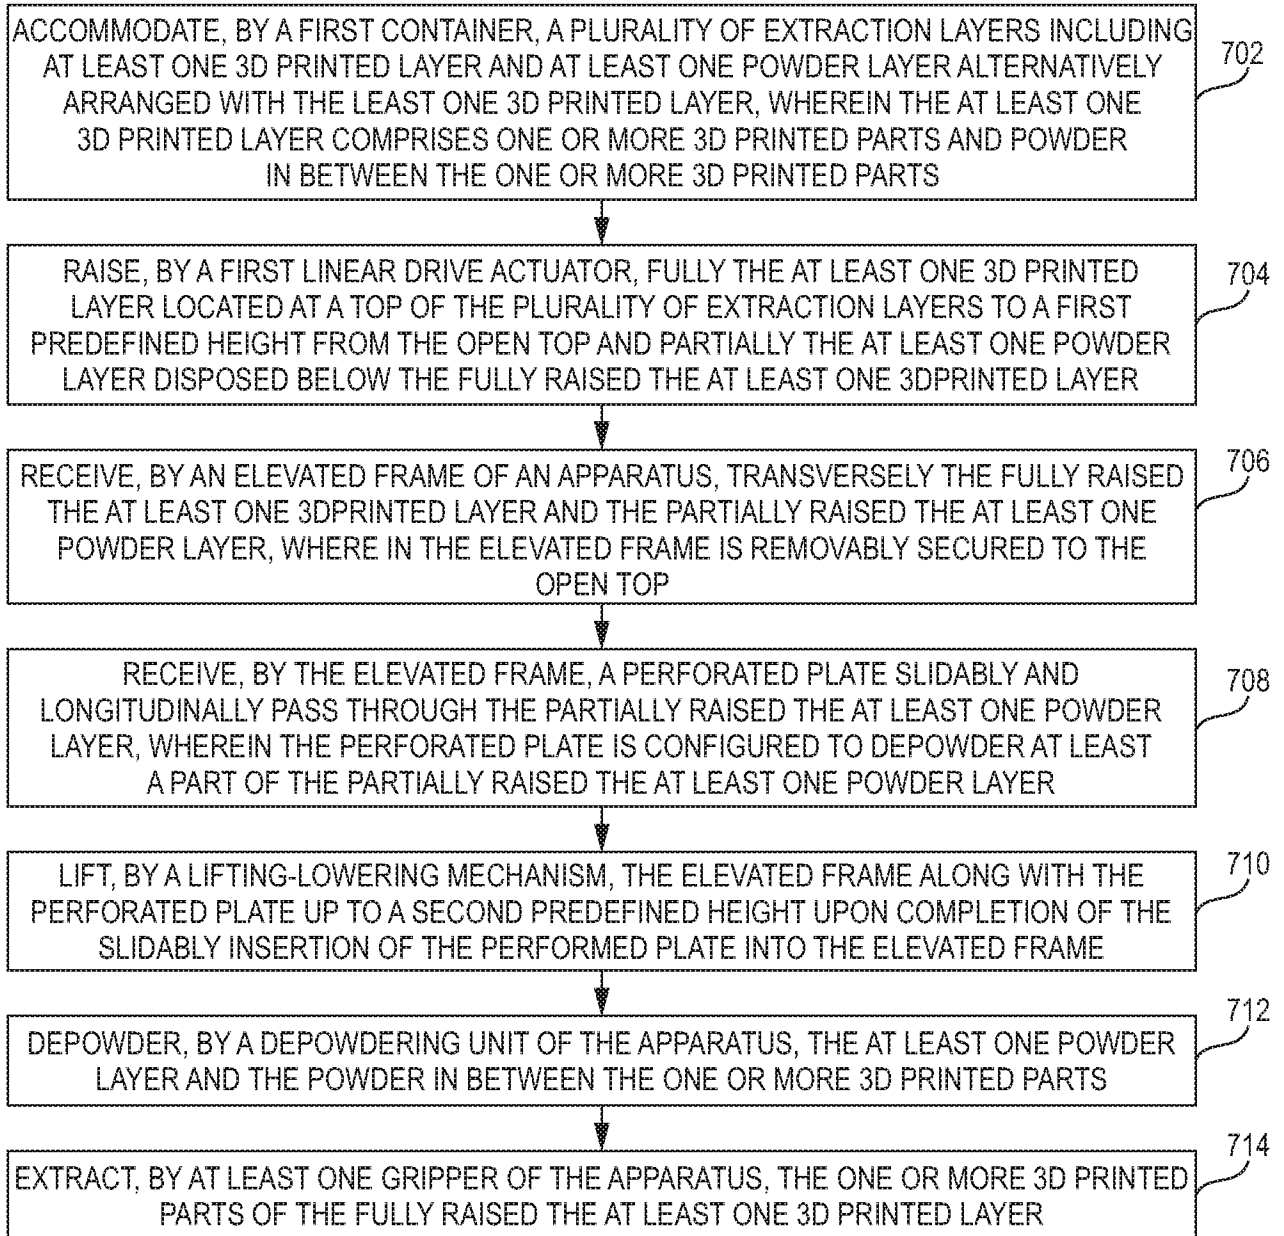 ACCOMMODATE, BY A FIRST CONTAINER, A PLURALITY OF EXTRACTION LAYERS INCLUDING
AT LEAST ONE 3D PRINTED LAYER AND AT LEAST ONE POWDER LAYER ALTERNATIVELY
ARRANGED WITH THE LEAST ONE 3D PRINTED LAYER, WHEREIN THE AT LEAST ONE
3D PRINTED LAYER COMPRISES ONE OR MORE 3D PRINTED PARTS AND POWDER
IN BETWEEN THE ONE OR MORE 3D PRINTED PARTS
702
RAISE, BY A FIRST LINEAR DRIVE ACTUATOR, FULLY THE AT LEAST ONE 3D PRINTED
LAYER LOCATED AT A TOP OF THE PLURALITY OF EXTRACTION LAYERS TO A FIRST
PREDEFINED HEIGHT FROM THE OPEN TOP AND PARTIALLY THE AT LEAST ONE POWDER
LAYER DISPOSED BELOW THE FULLY RAISED THE AT LEAST ONE 3DPRINTED LAYER
704
RECEIVE, BY AN ELEVATED FRAME OF AN APPARATUS, TRANSVERSELY THE FULLY RAISED
THE AT LEAST ONE 3DPRINTED LAYER AND THE PARTIALLY RAISED THE AT LEAST ONE
POWDER LAYER, WHERE IN THE ELEVATED FRAME IS REMOVABLY SECURED TO THE
OPEN TOP
706
RECEIVE, BY THE ELEVATED FRAME, A PERFORATED PLATE SLIDABLY AND
LONGITUDINALLY PASS THROUGH THE PARTIALLY RAISED THE AT LEAST ONE POWDER
LAYER, WHEREIN THE PERFORATED PLATE IS CONFIGURED TO DEPOWDER AT LEAST
A PART OF THE PARTIALLY RAISED THE AT LEAST ONE POWDER LAYER
708
LIFT, BY A LIFTING-LOWERING MECHANISM, THE ELEVATED FRAME ALONG WITH THE
PERFORATED PLATE UP TO A SECOND PREDEFINED HEIGHT UPON COMPLETION OF THE
SLIDABLY INSERTION OF THE PERFORMED PLATE INTO THE ELEVATED FRAME
710
DEPOWDER, BY A DEPOWDERING UNIT OF THE APPARATUS, THE AT LEAST ONE POWDER
LAYER AND THE POWDER IN BETWEEN THE ONE OR MORE 3D PRINTED PARTS
712
EXTRACT, BY AT LEAST ONE GRIPPER OF THE APPARATUS, THE ONE OR MORE 3D PRINTED
PARTS OF THE FULLY RAISED THE AT LEAST ONE 3D PRINTED LAYER
714